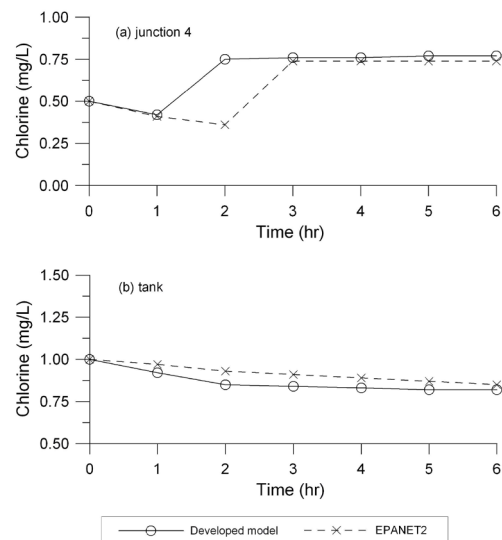 (a) junction 4
Chlorine (mg/L)
1.00
0.75
0.50
0.25
0.00
0 1 2 3 4 5 6
Time (hr)
(b) tank
Chlorine (mg/L)
1.50
1.25
1.00
0.75
0.50
0 1 2 3 4 5 6
Time (hr)
Developed model EPANET2